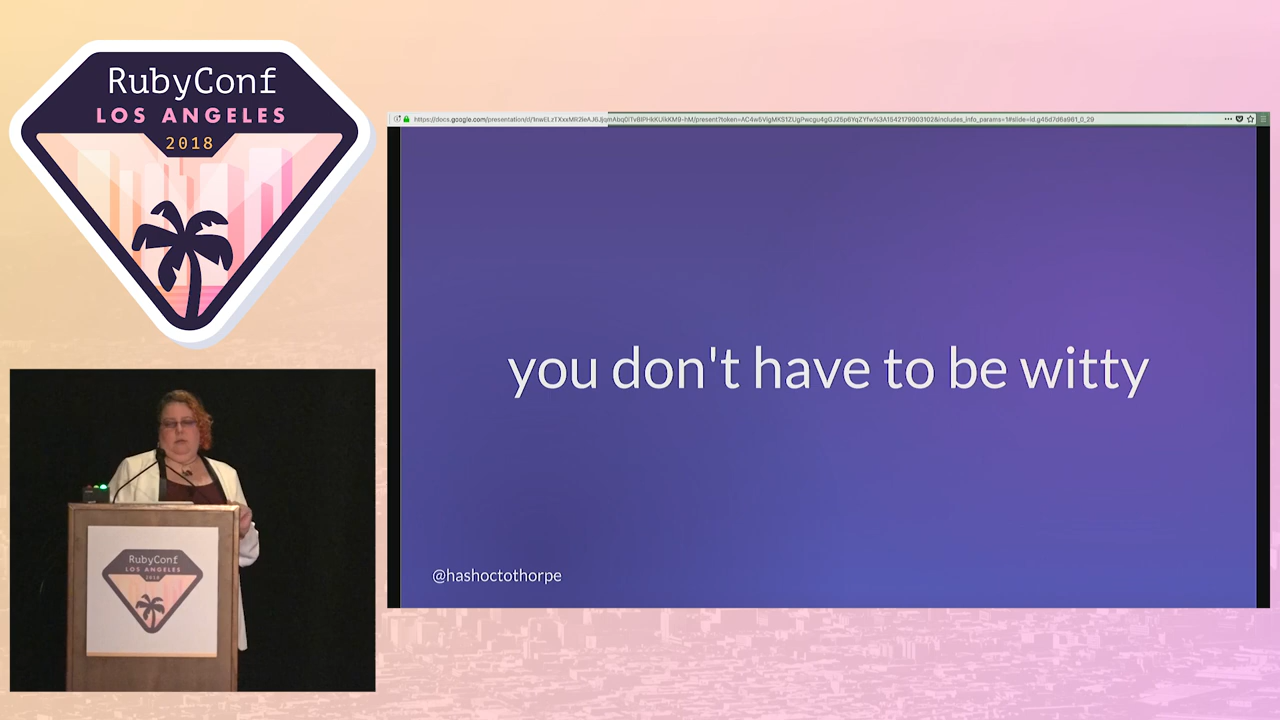 RubyConf
LOS ANGELES
2018
you don't have to be witty
@hashoctothorpe
RubyConf
LOS ANGELES
2018